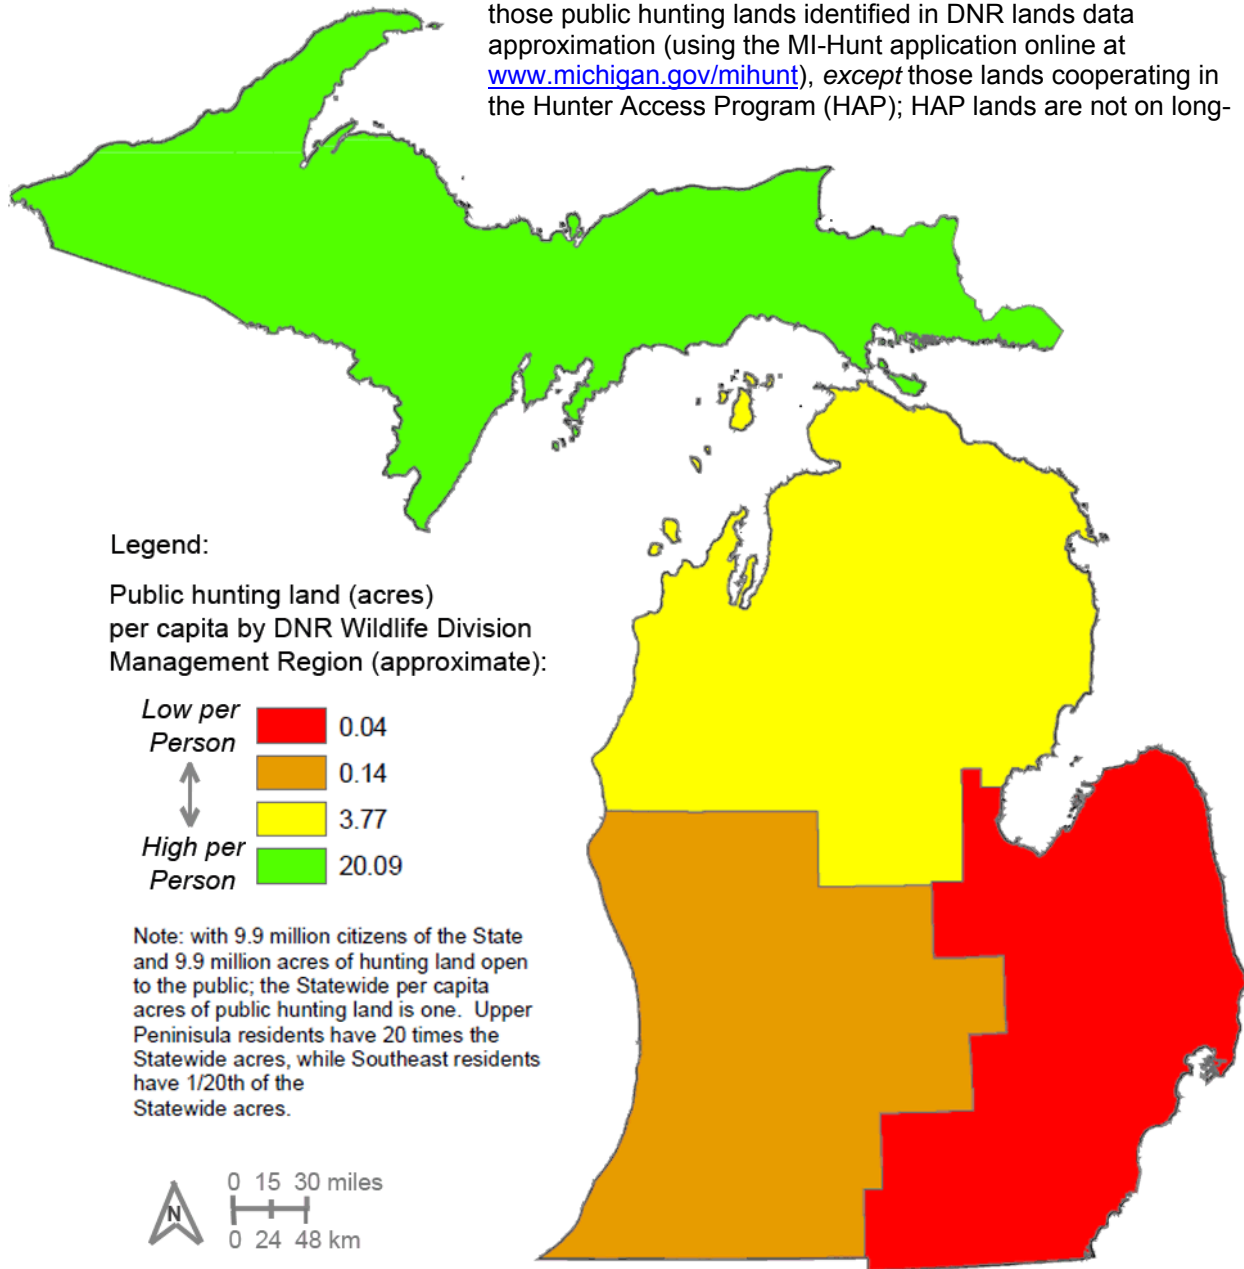 those public hunting lands identified in DNR lands data
approximation (using the MI-Hunt application online at
www.michigan.gov/mihunt), except those lands cooperating in
the Hunter Access Program (HAP); HAP lands are not on long-
Legend:
Public hunting land (acres)
per capita by DNR Wildlife Division
Management Region (approximate):
Low per
Person
0.04
0.14
3.77
High per
Person
20.09
Note: with 9.9 million citizens of the State
and 9.9 million acres of hunting land open
to the public; the Statewide per capita
acres of public hunting land is one. Upper
Peninisula residents have 20 times the
Statewide acres, while Southeast residents
have 1/20th of the
Statewide acres.
N
0 15 30 miles
0 24 48 km